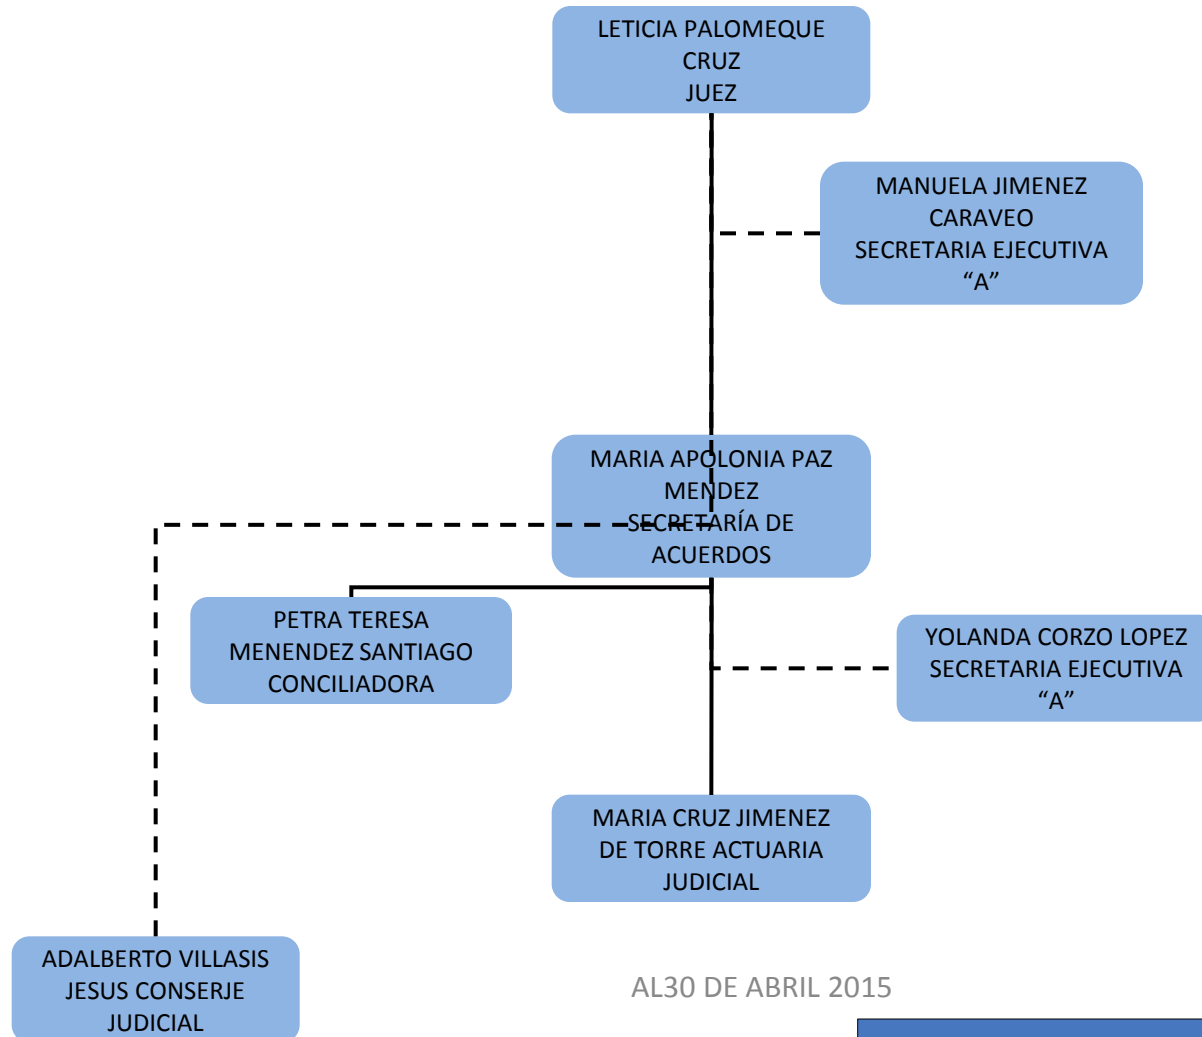 LETICIA PALOMEQUE
CRUZ
JUEZ
MANUELA JIMENEZ
CARAVEO
SECRETARIA EJECUTIVA
“A”
MARIA APOLONIA PAZ
MENDEZ
SECRETARÍA DE
ACUERDOS
PETRA TERESA
MENENDEZ SANTIAGO
CONCILIADORA
YOLANDA CORZO LOPEZ
SECRETARIA EJECUTIVA
“A”
MARIA CRUZ JIMENEZ
DE TORRE ACTUARIA
JUDICIAL
ADALBERTO VILLASIS
JESUS CONSERJE
JUDICIAL
AL30 DE ABRIL 2015